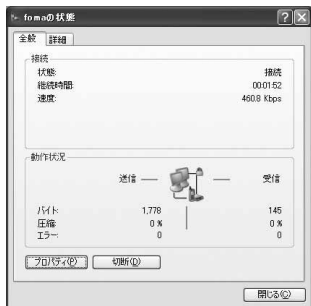 fomaの状態
全般 詳細
接続
状態: 接続
継続時間: 00:01:52
速度: 460.8 Kbps
動作状況
送信 — — 受信
バイト: 1,778 145
圧縮: 0 % 0 %
エラー: 0 0
プロパティ(P) 切断(D)
閉じる(C)